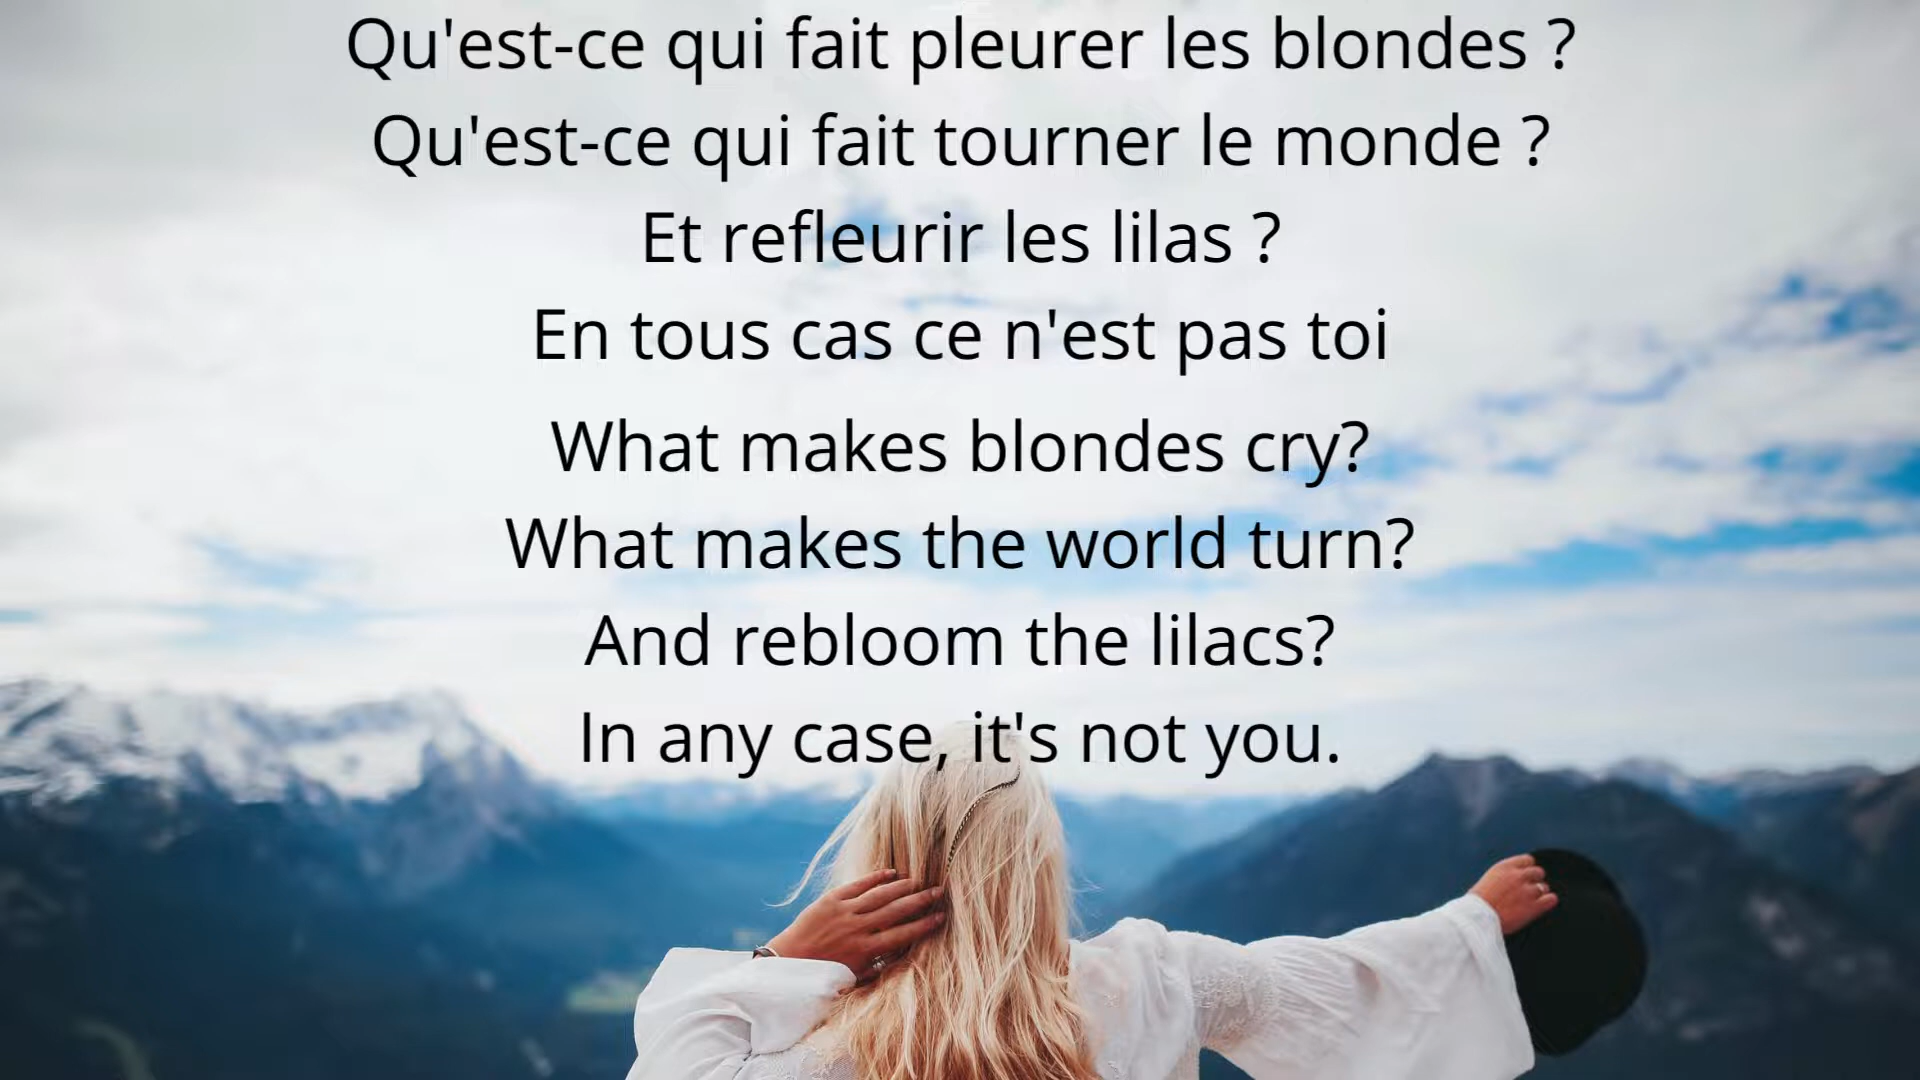 Qu'est-ce qui fait pleurer les blondes ?
Qu'est-ce qui fait tourner le monde ?
Et refleurir les lilas ?
En tous cas ce n'est pas toi
What makes blondes cry?
What makes the world turn?
And rebloom the lilacs?
In any case, it's not you.